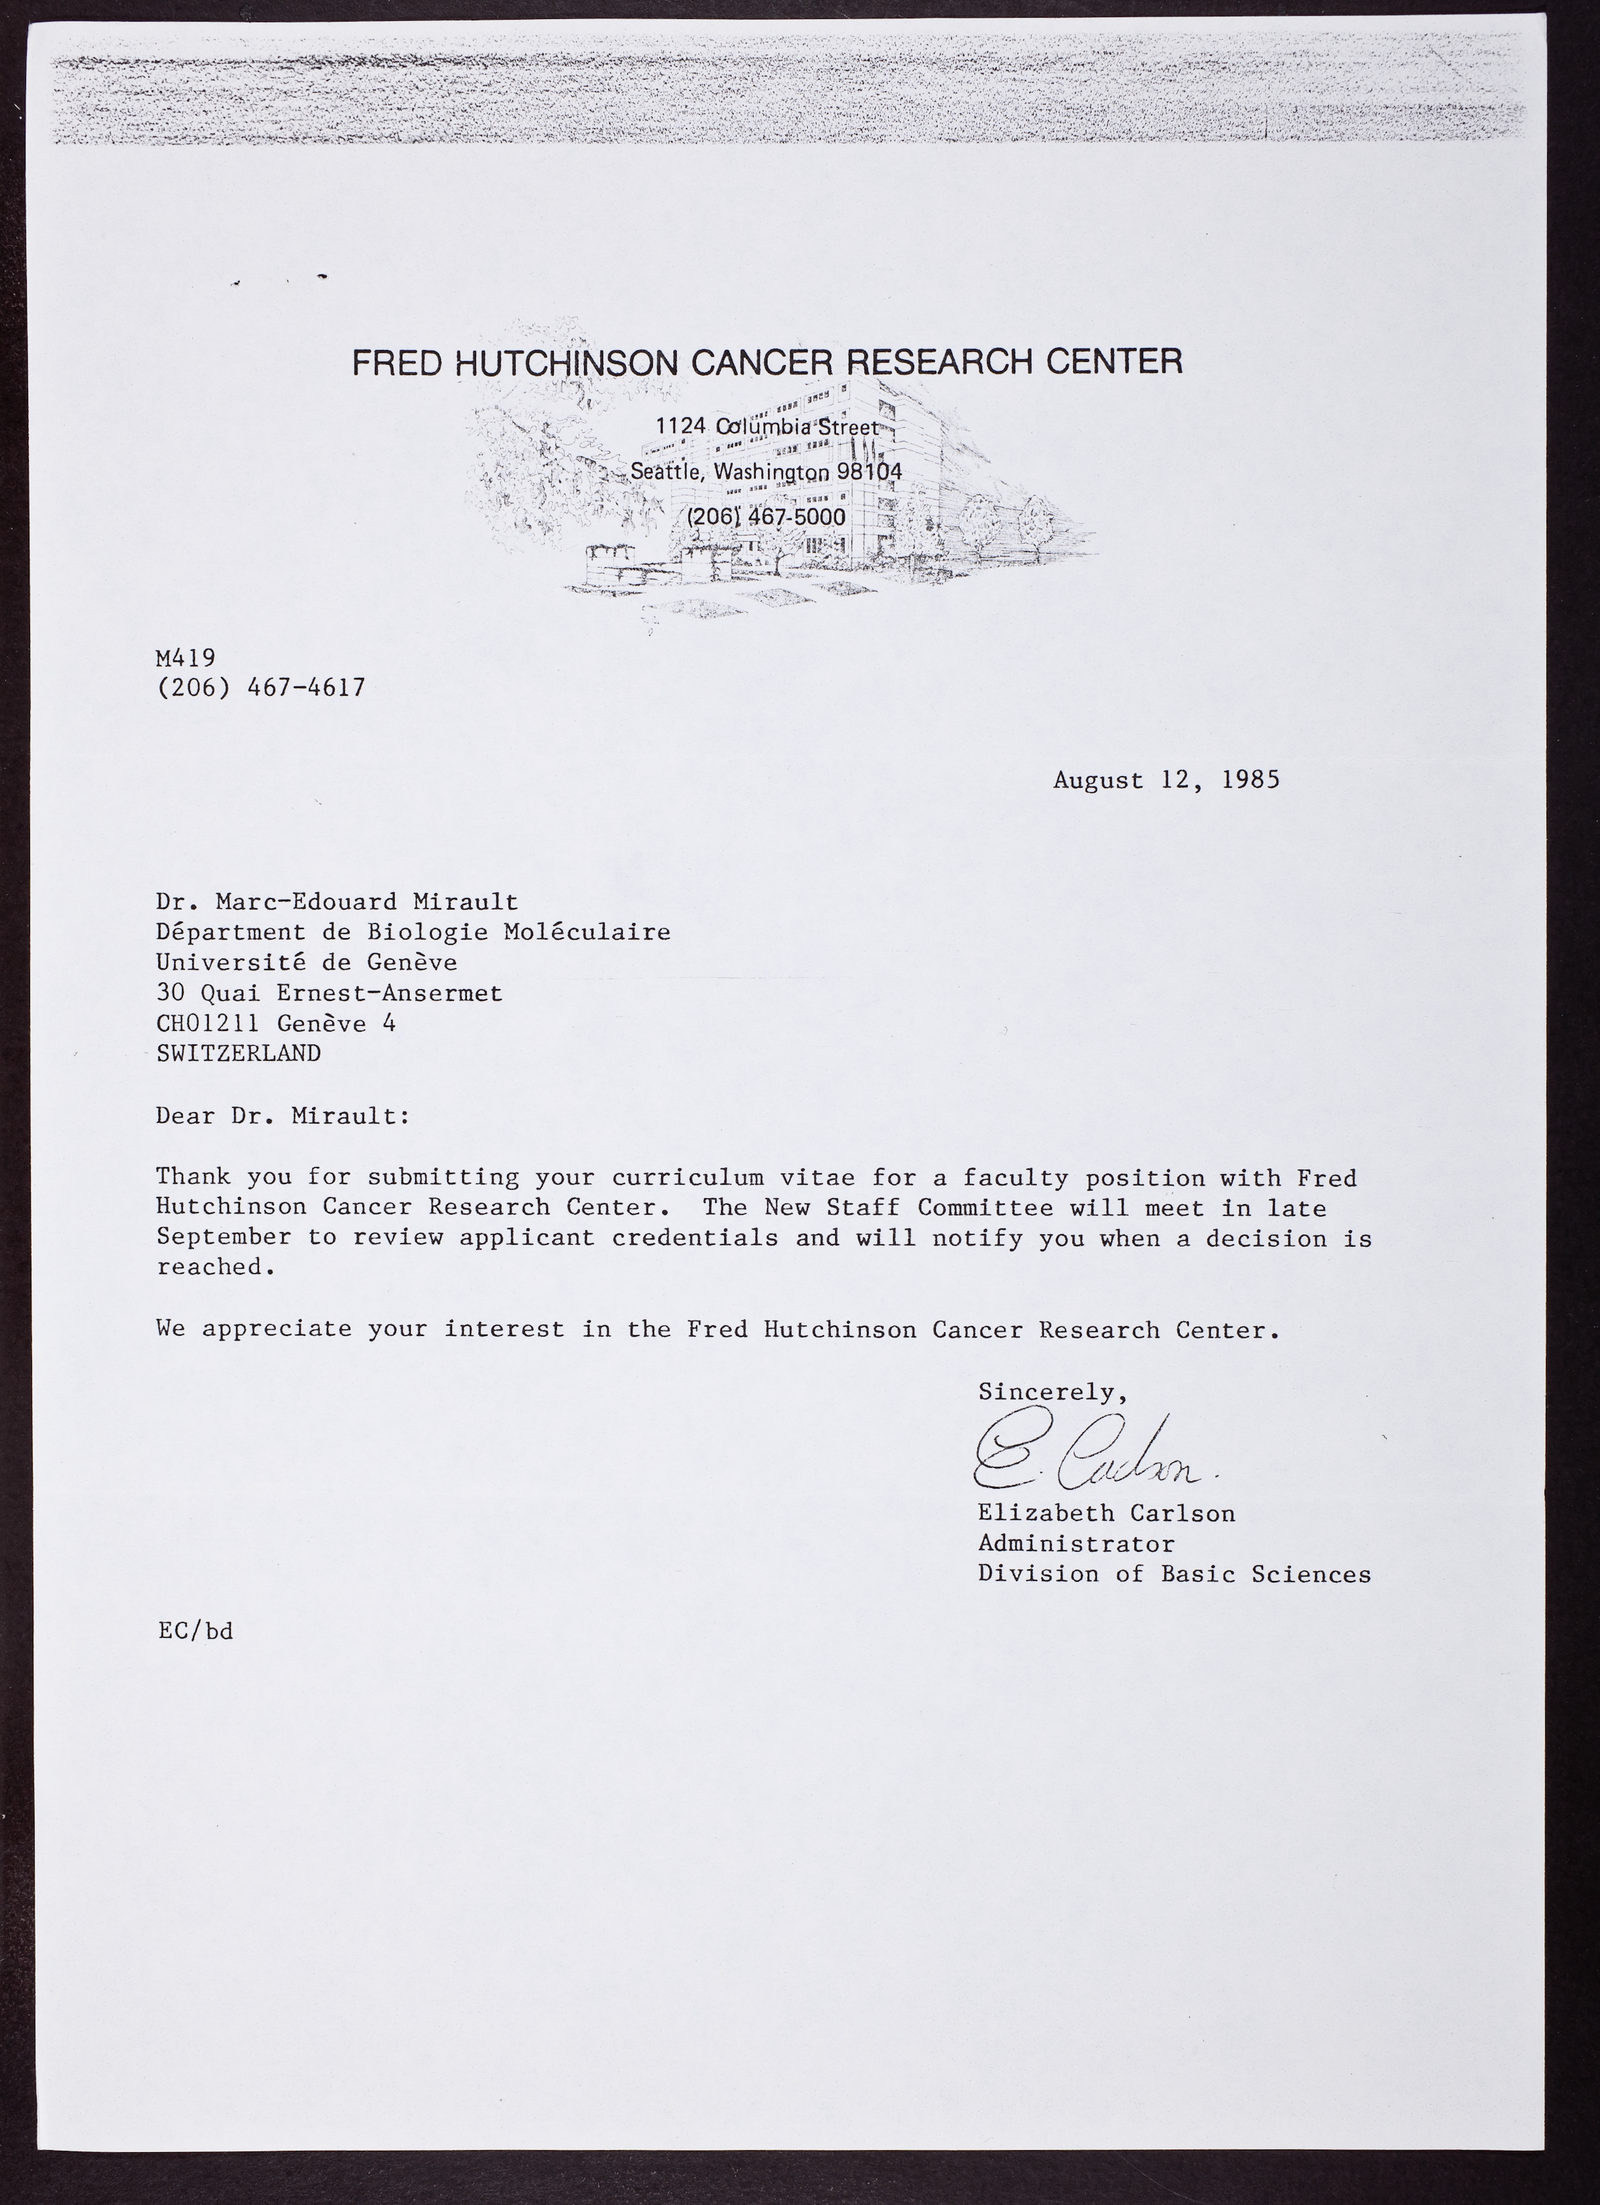 FRED HUTCHINSON CANCER RESEARCH CENTER
1124 Columbia Street
Seattle, Washington 98104
(206) 467-5000
M419
(206) 467-4617
August 12, 1985
Dr. Marc-Edouard Mirault
Départment de Biologie Moléculaire
Université de Genève
30 Quai Ernest-Ansermet
CH01211 Genève 4
SWITZERLAND
Dear Dr. Mirault:
Thank you for submitting your curriculum vitae for a faculty position with Fred
Hutchinson Cancer Research Center. The New Staff Committee will meet in late
September to review applicant credentials and will notify you when a decision is
reached.
We appreciate your interest in the Fred Hutchinson Cancer Research Center.
Sincerely,
E. Carlson.
Elizabeth Carlson
Administrator
Division of Basic Sciences
EC/bd